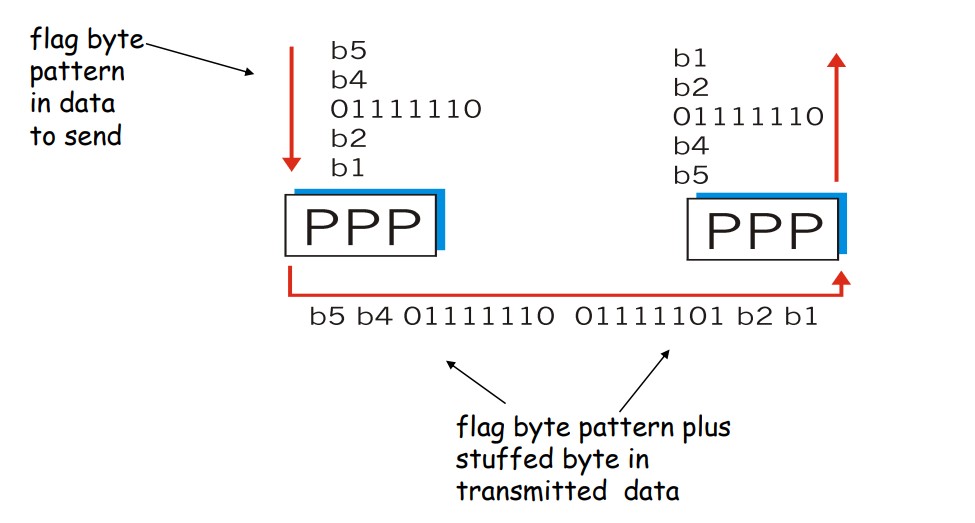 flag byte
pattern
in data
to send
b5
b4
01111110
b2
b1
PPP
b1
b2
01111110
b4
b5
PPP
b5 b4 01111110 01111101 b2 b1
flag byte pattern plus
stuffed byte in
transmitted data